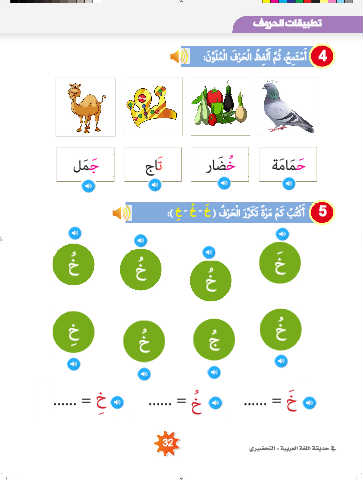 تطبيقات الحروف
4 أَسْتَمِعُ، ثُمَّ أَلْفِظُ الْحَرْفَ الْمُلَوَّنَ:
حَمَامَة
خُضَار
تَاج
جَمَل
5 أَكْتُبُ كَمْ مَرَّةً تَكَرَّرَ الْحَرْفُ (خَ - خُ - خِ):
خَ
خُ
خُ
خُ
خُ
جُ
خُ
خِ
خَ = ......
خُ = ......
خِ = ......
في حديقة اللغة العربية - التحضيري
32